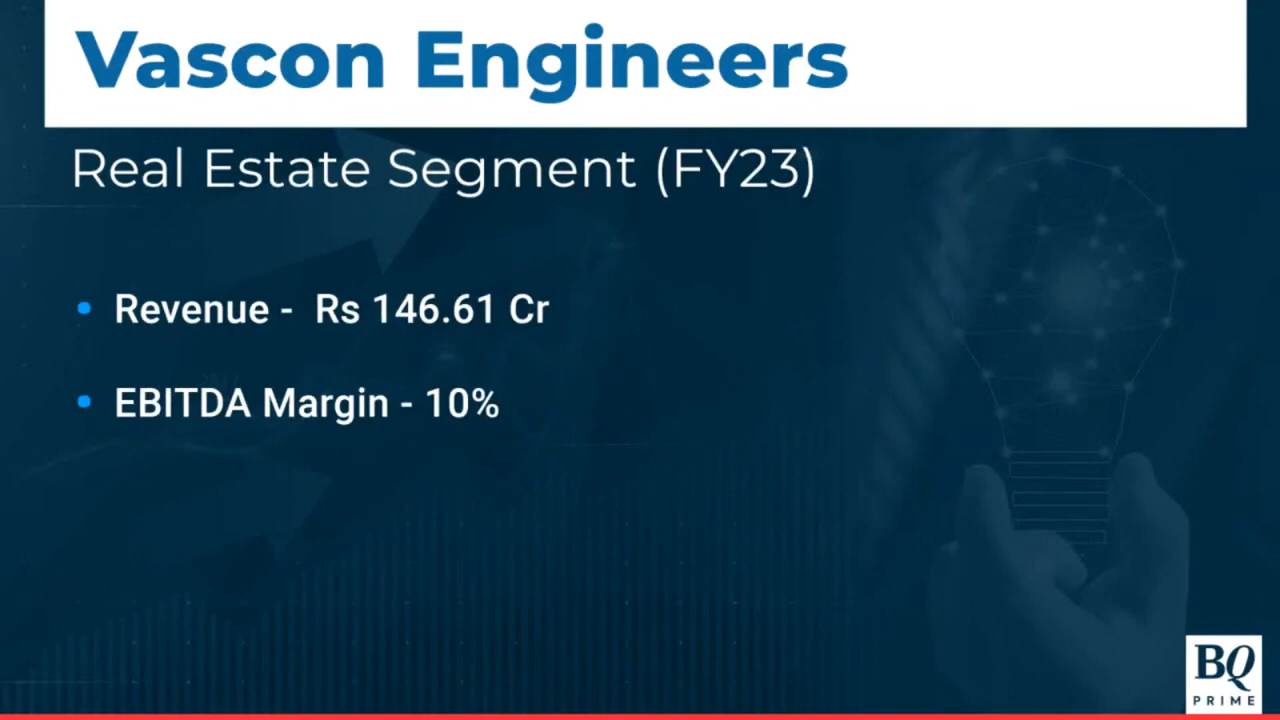 Vascon Engineers
Real Estate Segment (FY23)
• Revenue - Rs 146.61 Cr
• EBITDA Margin - 10%
BQ
PRIME